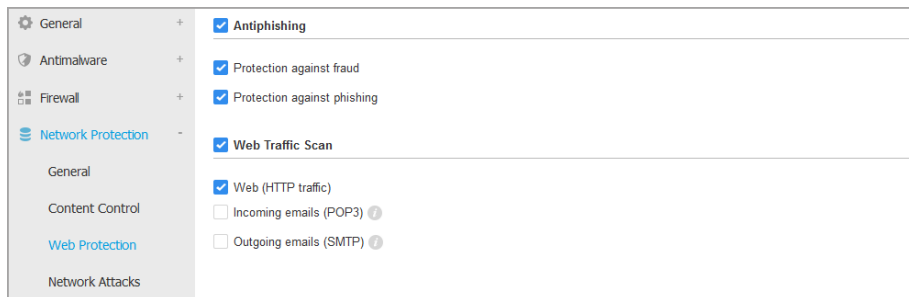 General +
Antimalware +
Firewall +
Network Protection -
General
Content Control
Web Protection
Network Attacks
Antiphishing
Protection against fraud
Protection against phishing
Web Traffic Scan
Web (HTTP traffic)
Incoming emails (POP3) i
Outgoing emails (SMTP) i